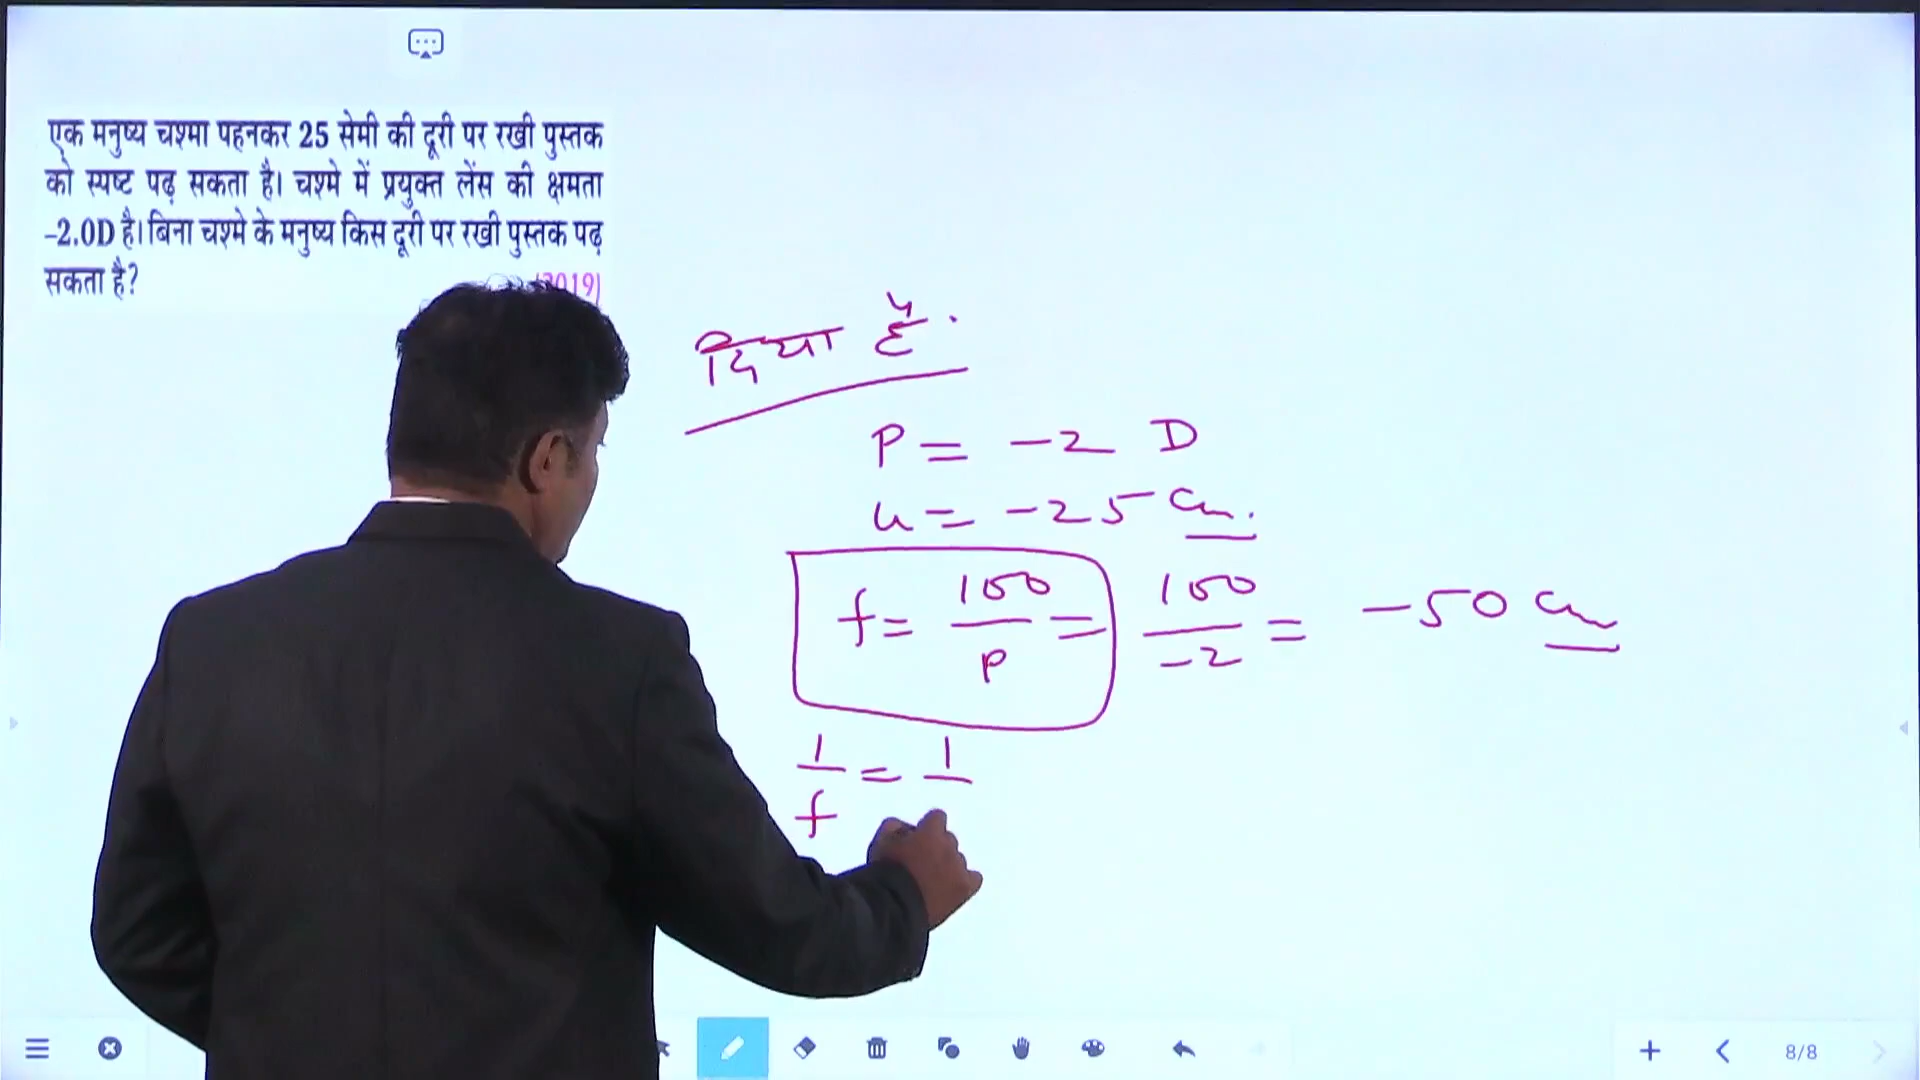 एक मनुष्य चश्मा पहनकर 25 सेमी की दूरी पर रखी पुस्तक
को स्पष्ट पढ़ सकता है। चश्मे में प्रयुक्त लेंस की क्षमता
-2.0D है। बिना चश्मे के मनुष्य किस दूरी पर रखी पुस्तक पढ़
सकता है? 2019)
दिया है.
P = -2 D
u = -25 cm.
f = 100/P = 100/-2 = -50 cm
1/f = 1
8/8